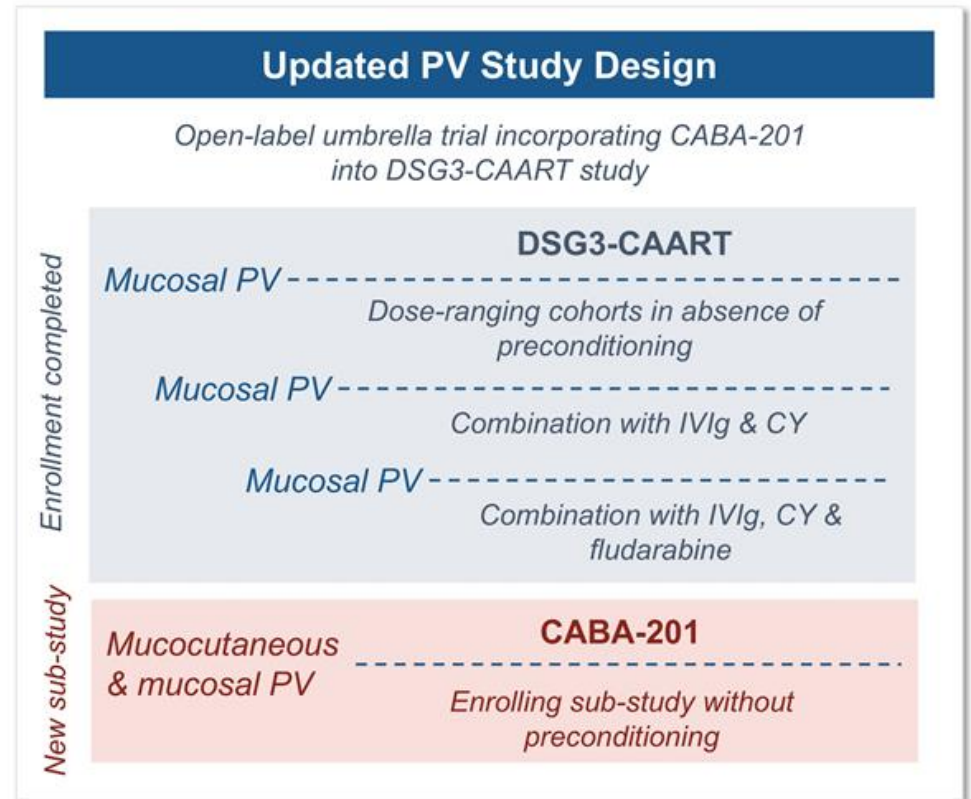 Updated PV Study Design
Open-label umbrella trial incorporating CABA-201
into DSG3-CAART study
Enrollment completed
DSG3-CAART
Mucosal PV
Dose-ranging cohorts in absence of
preconditioning
Mucosal PV
Combination with IVIg & CY
Mucosal PV
Combination with IVIg, CY &
fludarabine
New sub-study
Mucocutaneous
& mucosal PV
CABA-201
Enrolling sub-study without
preconditioning